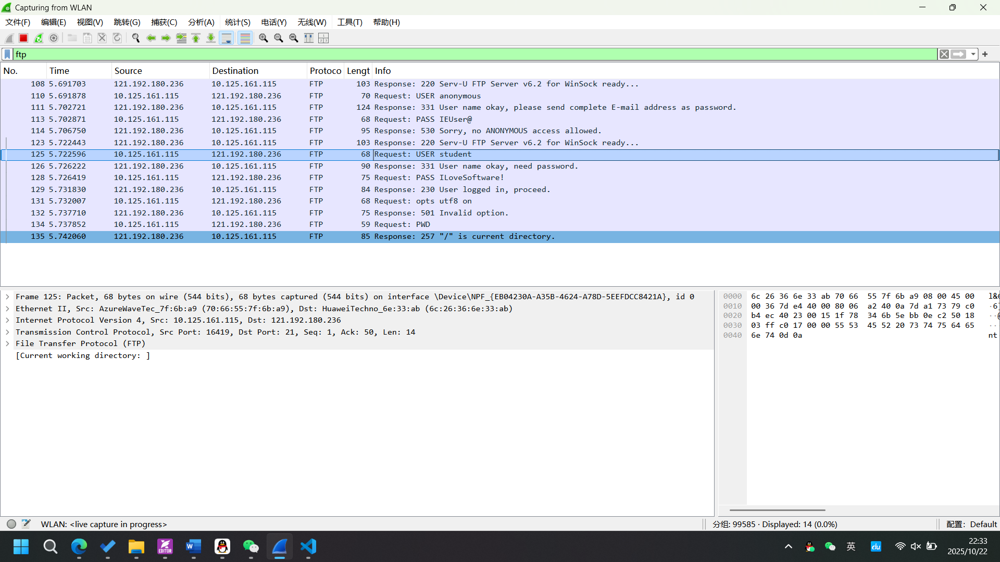 Capturing from WLAN
文件(F) 编辑(E) 视图(V) 跳转(G) 捕获(C) 分析(A) 统计(S) 电话(Y) 无线(W) 工具(T) 帮助(H)
ftp
No. Time Source Destination Protoco Lengt Info
108 5.691703 121.192.180.236 10.125.161.115 FTP 103 Response: 220 Serv-U FTP Server v6.2 for WinSock ready...
110 5.691878 10.125.161.115 121.192.180.236 FTP 70 Request: USER anonymous
111 5.702721 121.192.180.236 10.125.161.115 FTP 124 Response: 331 User name okay, please send complete E-mail address as password.
113 5.702871 10.125.161.115 121.192.180.236 FTP 68 Request: PASS IEUser@
114 5.706750 121.192.180.236 10.125.161.115 FTP 95 Response: 530 Sorry, no ANONYMOUS access allowed.
123 5.722443 121.192.180.236 10.125.161.115 FTP 103 Response: 220 Serv-U FTP Server v6.2 for WinSock ready...
125 5.722596 10.125.161.115 121.192.180.236 FTP 68 Request: USER student
126 5.726222 121.192.180.236 10.125.161.115 FTP 90 Response: 331 User name okay, need password.
128 5.726419 10.125.161.115 121.192.180.236 FTP 75 Request: PASS ILoveSoftware!
129 5.731830 121.192.180.236 10.125.161.115 FTP 84 Response: 230 User logged in, proceed.
131 5.732007 10.125.161.115 121.192.180.236 FTP 68 Request: opts utf8 on
132 5.737710 121.192.180.236 10.125.161.115 FTP 75 Response: 501 Invalid option.
134 5.737852 10.125.161.115 121.192.180.236 FTP 59 Request: PWD
135 5.742060 121.192.180.236 10.125.161.115 FTP 85 Response: 257 "/" is current directory.
Frame 125: Packet, 68 bytes on wire (544 bits), 68 bytes captured (544 bits) on interface \Device\NPF_{EB04230A-A35B-4624-A78D-5EEFDCC8421A}, id 0
Ethernet II, Src: AzureWaveTec_7f:6b:a9 (70:66:55:7f:6b:a9), Dst: HuaweiTechno_6e:33:ab (6c:26:36:6e:33:ab)
Internet Protocol Version 4, Src: 10.125.161.115, Dst: 121.192.180.236
Transmission Control Protocol, Src Port: 16419, Dst Port: 21, Seq: 1, Ack: 50, Len: 14
File Transfer Protocol (FTP)
[Current working directory: ]
0000 6c 26 36 6e 33 ab 70 66 55 7f 6b a9 08 00 45 00 l&
0010 00 36 7d e4 40 00 80 06 a2 40 0a 7d a1 73 79 c0 ·6
0020 b4 ec 40 23 00 15 1f 78 34 6b 5e bb 0e c2 50 18 ··@
0030 03 ff c0 17 00 00 55 53 45 52 20 73 74 75 64 65 ··
0040 6e 74 0d 0a nt
WLAN: <live capture in progress>
分组: 99585 · Displayed: 14 (0.0%)
配置: Default
EDITOR
英
du
22:33
2025/10/22